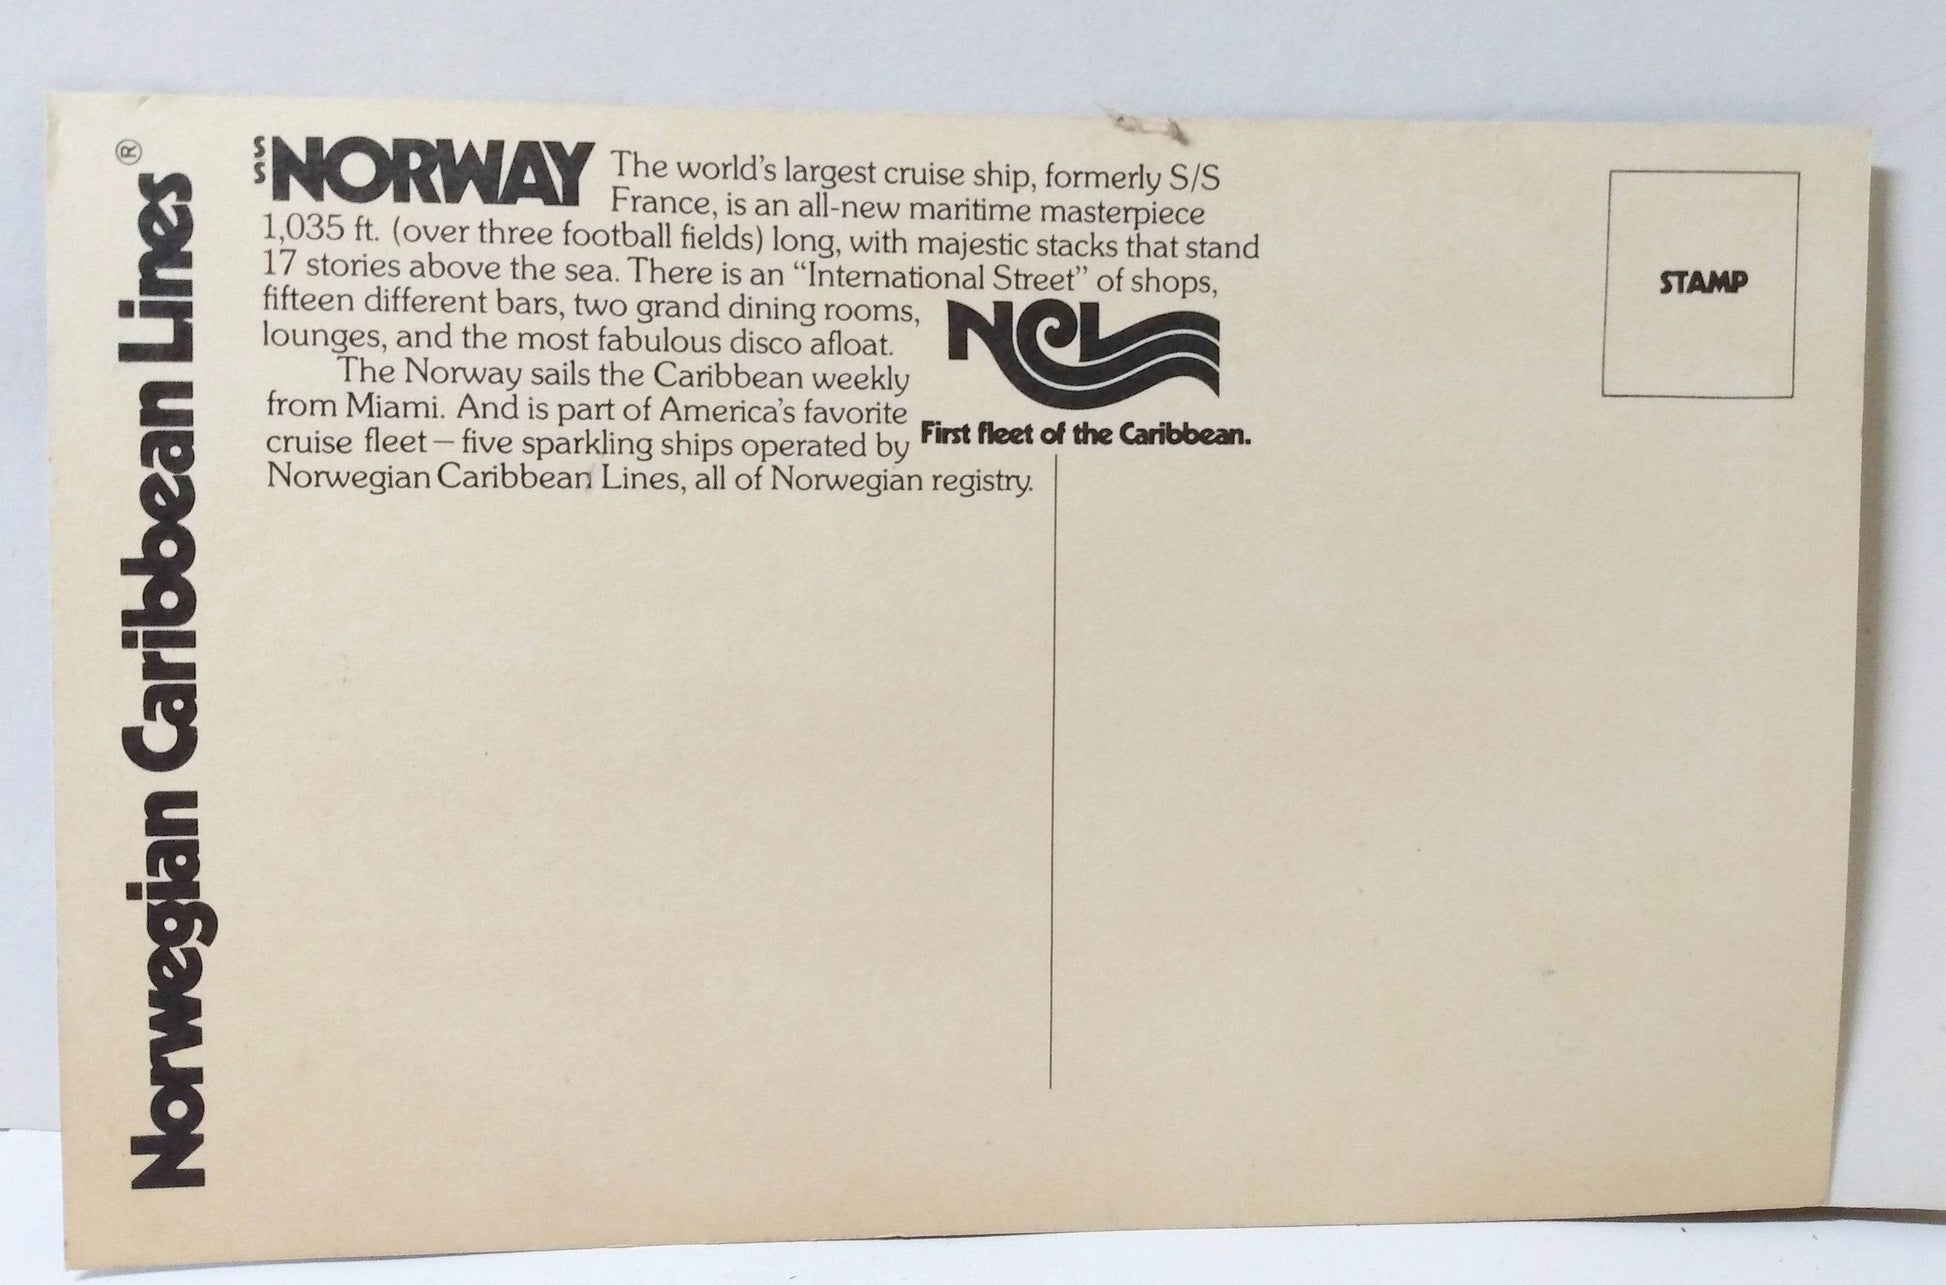 Norwegian Caribbean Lines®
SS NORWAY The world's largest cruise ship, formerly S/S
France, is an all-new maritime masterpiece
1,035 ft. (over three football fields) long, with majestic stacks that stand
17 stories above the sea. There is an “International Street” of shops,
fifteen different bars, two grand dining rooms,
lounges, and the most fabulous disco afloat.
The Norway sails the Caribbean weekly
from Miami. And is part of America's favorite
cruise fleet — five sparkling ships operated by
Norwegian Caribbean Lines, all of Norwegian registry.
NCL
First fleet of the Caribbean.
STAMP